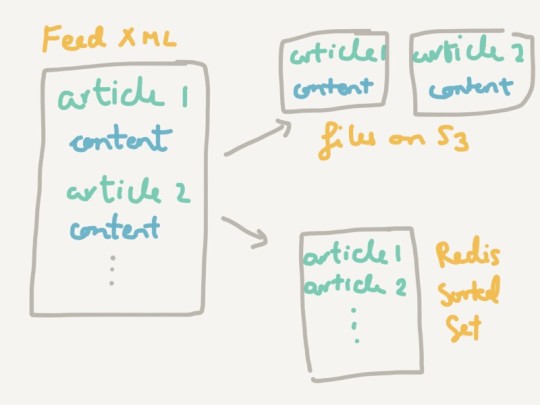 Feed XML
article 1
content
article 2
content
article 1
content
article 2
content
files on S3
article 1
article 2
Redis
Sorted
Set